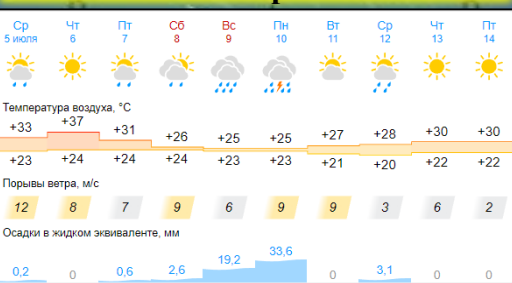 Ср Чт Пт Сб Вс Пн Вт Ср Чт Пт
5 июля 6 7 8 9 10 11 12 13 14
Температура воздуха, °C
+33 +37 +31 +26 +25 +25 +27 +28 +30 +30
+23 +24 +24 +24 +23 +23 +21 +20 +22 +22
Порывы ветра, м/с
12 8 7 9 6 9 9 3 6 2
Осадки в жидком эквиваленте, мм
0,2 0 0,6 2,6 19,2 33,6 0 3,1 0 0